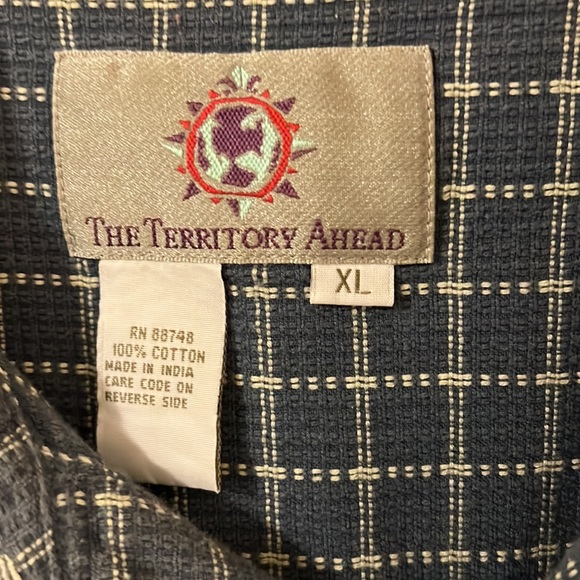 THE TERRITORY AHEAD
XL
RN 88748
100% COTTON
MADE IN INDIA
CARE CODE ON
REVERSE SIDE